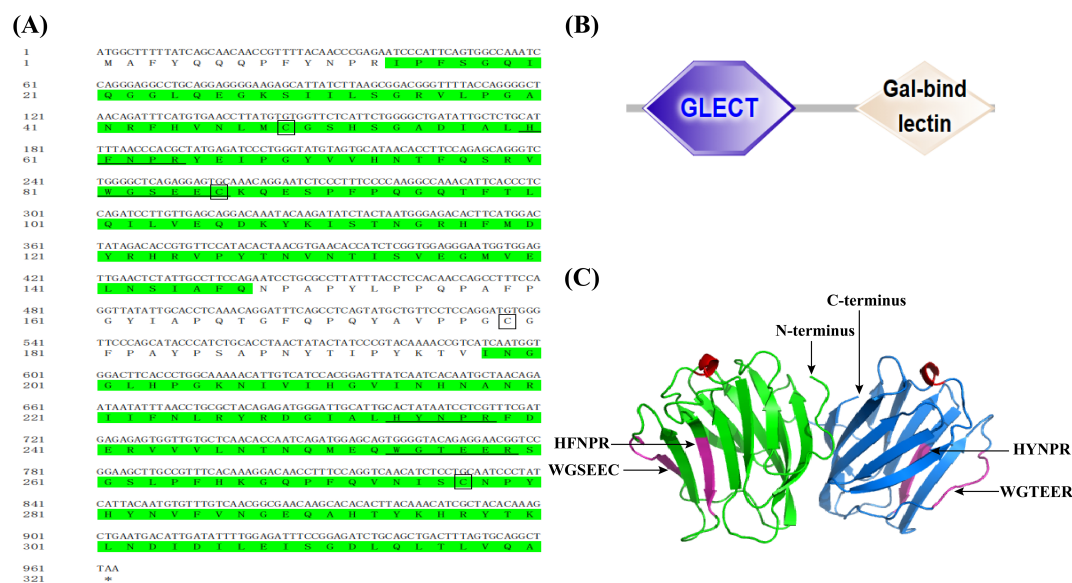 (A)
1 ATGGCTTTTTATCAGCAACAACCGTTTTACAACCCGAGAATCCCATTCAGTGGCCAAATC
1 M A F Y Q Q Q P F Y N P R I P F S G Q I
61 CAGGGAGGCCTGCAGGAGGGGAAGAGCATTATCTTAAGCGGACGGGTTTTACCAGGGGCT
21 Q G G L Q E G K S I I L S G R V L P G A
121 AACAGATTTCATGTGAACCTTATGTGTGGTTCTCATTCTGGGGCTGATATTGCTCTGCAT
41 N R F H V N L M C G S H S G A D I A L H
181 TTTAACCCACGCTATGAGATCCCTGGGTATGTAGTGCATAACACCTTCCAGAGCAGGGTC
61 F N P R Y E I P G Y V V H N T F Q S R V
241 TGGGGCTCAGAGGAGTGCAAACAGGAATCTCCCTTTCCCCAAGGCCAAACATTCACCCTC
81 W G S E E C K Q E S P F P Q G Q T F T L
301 CAGATCCTTGTTGAGCAGGACAAATACAAGATATCTACTAATGGGAGACACTTCATGGAC
101 Q I L V E Q D K Y K I S T N G R H F M D
361 TATAGACACCGTGTTCCATACACTAACGTGAACACCATCTCGGTGGAGGGAATGGTGGAG
121 Y R H R V P Y T N V N T I S V E G M V E
421 TTGAACTCTATTGCCTTCCAGAATCCTGCGCCTTATTTACCTCCACAACCAGCCTTTCCA
141 L N S I A F Q N P A P Y L P P Q P A F P
481 GGTTATATTGCACCTCAAACAGGATTTCAGCCTCAGTATGCTGTTCCTCCAGGATGTGGG
161 G Y I A P Q T G F Q P Q Y A V P P G C G
541 TTTCCAGCATACCCATCTGCACCTAACTATACTATCCCGTACAAAACCGTCATCAATGGT
181 F P A Y P S A P N Y T I P Y K T V I N G
601 GGACTTCACCCTGGCAAAAACATTGTCATCCACGGAGTTATCAATCACAATGCTAACAGA
201 G L H P G K N I V I H G V I N H N A N R
661 ATAATATTCAACCTGCGCTACAGGGATGGCATTGCATTGCACTACAATCCTCGTTTCGAT
221 I I F N L R Y R D G I A L H Y N P R F D
721 GAGAGAGTGGTTGTGCTCAACACCAATCAGATGGAGCAGTGGGGTACAGAGGAACGGTCC
241 E R V V V L N T N Q M E Q W G T E E R S
781 GGAAGCTTGCCGTTTCACAAAGGACAACCTTTCCAGGTCAACATCTCCTGCAATCCCTAT
261 G S L P F H K G Q P F Q V N I S C N P Y
841 CATTACAATGTGTTTGTCAACGGCGAACAAGCACACACTTACAAACATCGCTACACAAAG
281 H Y N V F V N G E Q A H T Y K H R Y T K
901 CTGAATGACATTGATATTTTGGAGATTTCCGGAGATCTGCAGCTGACTTTAGTGCAGGCT
301 L N D I D I L E I S G D L Q L T L V Q A
961 TAA
321 *
(B)
GLECT
Gal-bind
lectin
(C)
C-terminus
N-terminus
HFNPR
WGSEEC
HYNPR
WGTEER